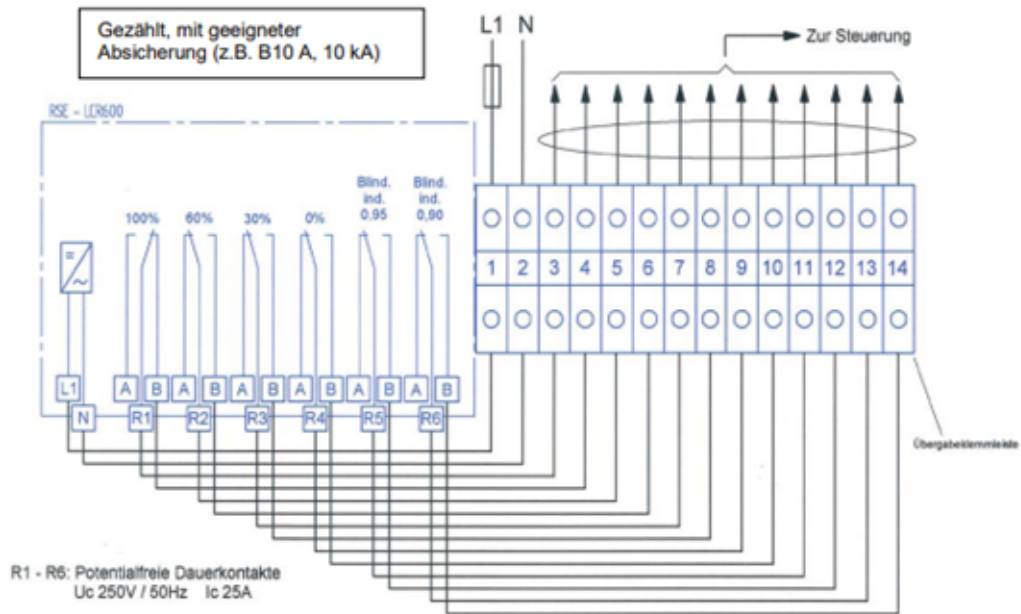 Gezählt, mit geeigneter
Absicherung (z.B. B10 A, 10 kA)
L1 N
Zur Steuerung
RSE - LCR600
100% 60% 30% 0% Blind. ind. 0,95 Blind. ind. 0,90
=
~
1 2 3 4 5 6 7 8 9 10 11 12 13 14
L1 A B A B A B A B A B A B
N R1 R2 R3 R4 R5 R6
Übergabeklemmleiste
R1 - R6: Potentialfreie Dauerkontakte
Uc 250V / 50Hz Ic 25A